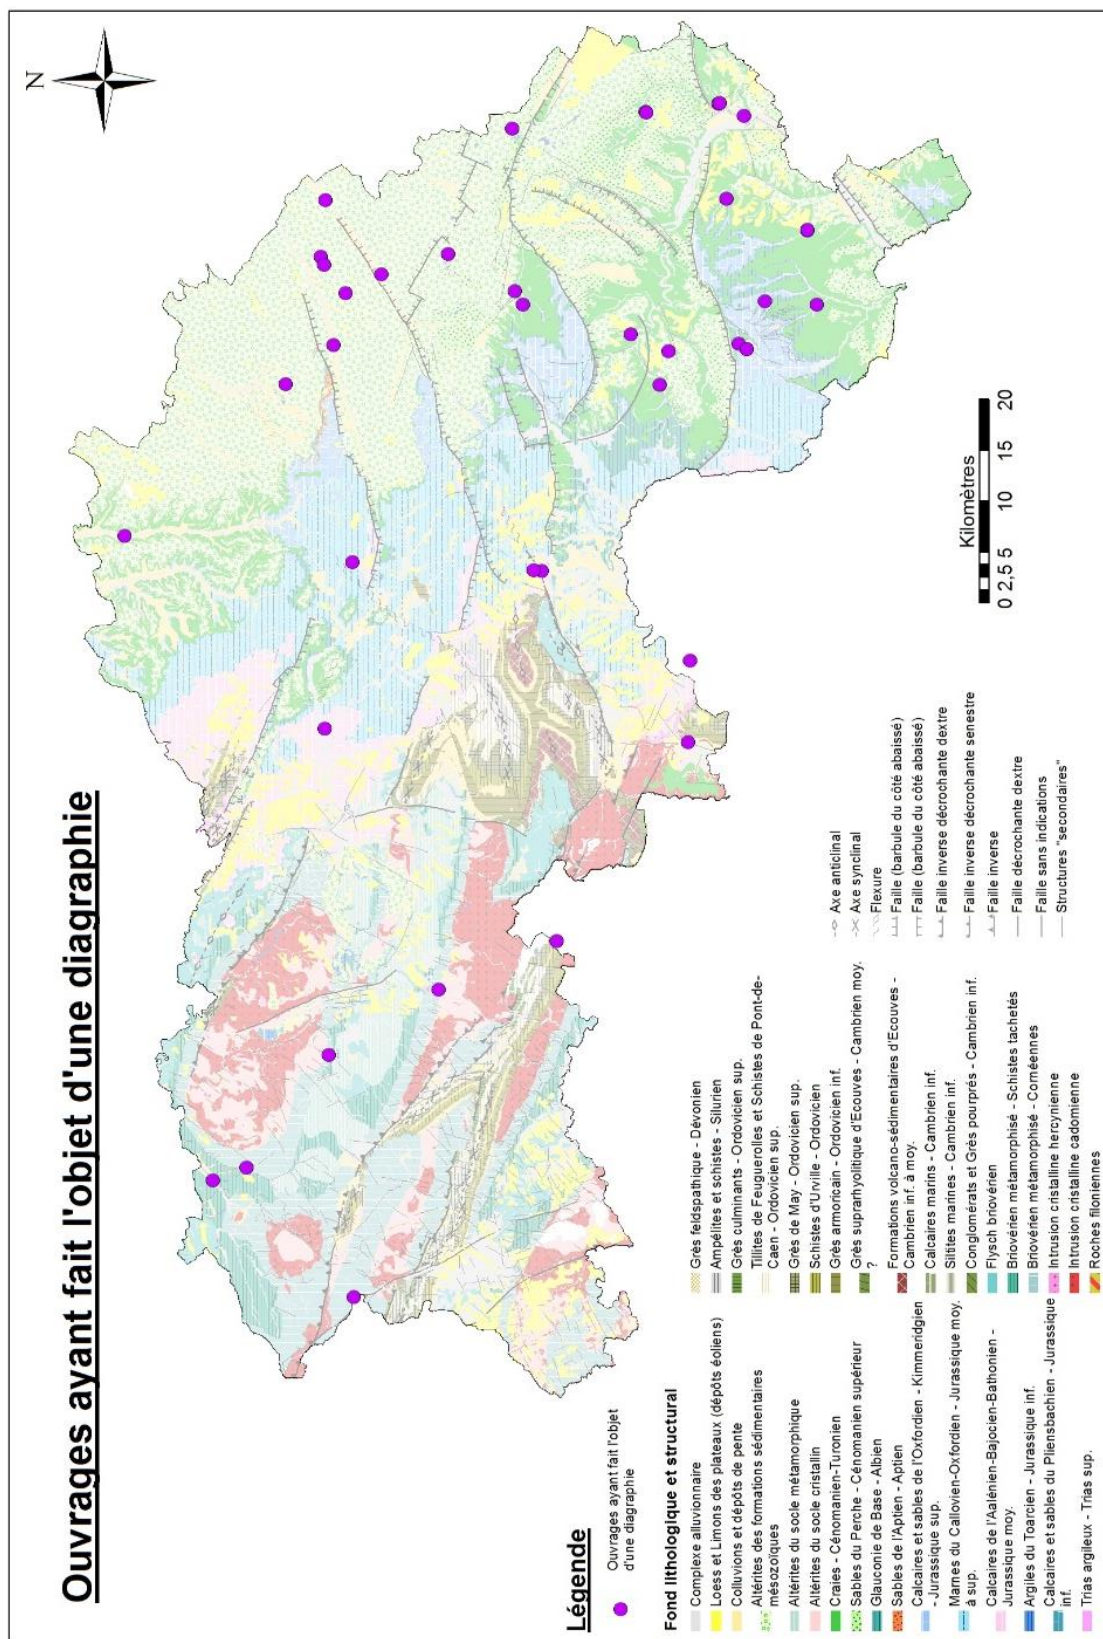 Ouvrages ayant fait l'objet d'une diagraphie
N
Légende
Ouvrages ayant fait l'objet
d'une diagraphie
Fond lithologique et structural
Complexe alluvionnaire
Loess et Limons des plateaux (dépôts éoliens)
Colluvions et dépôts de pente
Altérites des formations sédimentaires
mésozoïques
Altérites du socle métamorphique
Altérites du socle cristallin
Craies - Cénomanien-Turonien
Sables du Perche - Cénomanien supérieur
Glauconie de Base - Albien
Sables de l'Aptien - Aptien
Calcaires et sables de l'Oxfordien - Kimmeridgien
- Jurassique sup.
Marnes du Callovien-Oxfordien - Jurassique moy.
à sup.
Calcaires de l'Aalénien-Bajocien-Bathonien -
Jurassique moy.
Argiles du Toarcien - Jurassique inf.
Calcaires et sables du Pliensbachien - Jurassique
inf.
Trias argileux - Trias sup.
Grès feldspathique - Dévonien
Ampélites et schistes - Silurien
Grès culminants - Ordovicien sup.
Tillites de Feuguerolles et Schistes de Pont-de-
Caen - Ordovicien sup.
Grès de May - Ordovicien sup.
Schistes d'Urville - Ordovicien
Grès armoricain - Ordovicien inf.
Grès suprarhyolitique d'Ecouves - Cambrien moy.
?
Formations volcano-sédimentaires d'Ecouves -
Cambrien inf. à moy.
Calcaires marins - Cambrien inf.
Siltites marines - Cambrien inf.
Conglomérats et Grès pourprés - Cambrien inf.
Flysch briovérien
Briovérien métamorphisé - Schistes tachetés
Briovérien métamorphisé - Cornéennes
Intrusion cristalline hercynienne
Intrusion cristalline cadomienne
Roches filoniennes
Axe anticlinal
Axe synclinal
Flexure
Faille (barbule du côté abaissé)
Faille (barbule du côté abaissé)
Faille inverse décrochante dextre
Faille inverse décrochante senestre
Faille inverse
Faille décrochante dextre
Faille sans indications
Structures "secondaires"
Kilomètres
0 2,5 5 10 15 20